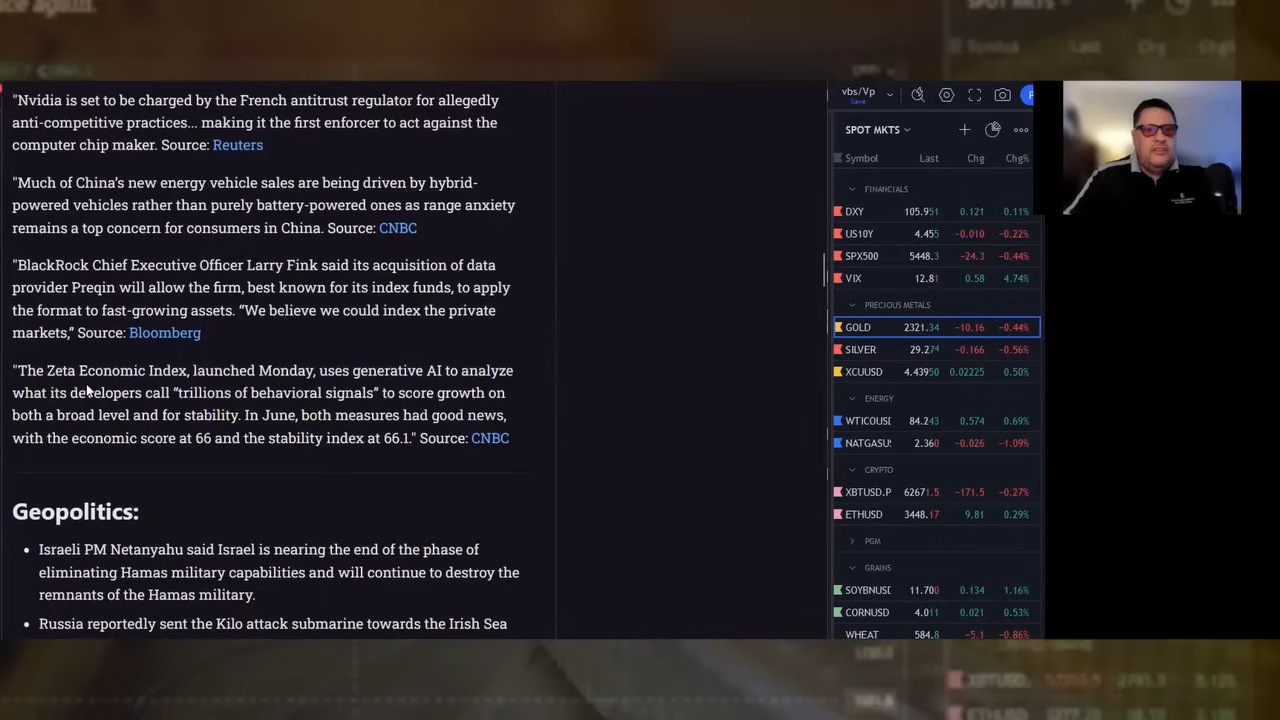 once again.
"Nvidia is set to be charged by the French antitrust regulator for allegedly
anti-competitive practices... making it the first enforcer to act against the
computer chip maker. Source: Reuters
"Much of China's new energy vehicle sales are being driven by hybrid-
powered vehicles rather than purely battery-powered ones as range anxiety
remains a top concern for consumers in China. Source: CNBC
"BlackRock Chief Executive Officer Larry Fink said its acquisition of data
provider Preqin will allow the firm, best known for its index funds, to apply
the format to fast-growing assets. “We believe we could index the private
markets,” Source: Bloomberg
"The Zeta Economic Index, launched Monday, uses generative AI to analyze
what its developers call “trillions of behavioral signals” to score growth on
both a broad level and for stability. In June, both measures had good news,
with the economic score at 66 and the stability index at 66.1." Source: CNBC
Geopolitics:
• Israeli PM Netanyahu said Israel is nearing the end of the phase of
eliminating Hamas military capabilities and will continue to destroy the
remnants of the Hamas military.
• Russia reportedly sent the Kilo attack submarine towards the Irish Sea
vbs/Vp
Save
P
SPOT MKTS
Symbol Last Chg Chg%
FINANCIALS
DXY 105.951 0.121 0.11%
US10Y 4.455 −0.010 −0.22%
SPX500 5448.3 −24.3 −0.44%
VIX 12.81 0.58 4.74%
PRECIOUS METALS
GOLD 2321.34 −10.16 −0.44%
SILVER 29.274 −0.166 −0.56%
XCUUSD 4.43950 0.02225 0.50%
ENERGY
WTICOUSD 84.243 0.574 0.69%
NATGASUS 2.360 −0.026 −1.09%
CRYPTO
XBTUSD.P 62671.5 −171.5 −0.27%
ETHUSD 3448.17 9.81 0.29%
PGM
GRAINS
SOYBNUSD 11.700 0.134 1.16%
CORNUSD 4.011 0.021 0.53%
WHEAT 584.8 −5.1 −0.86%